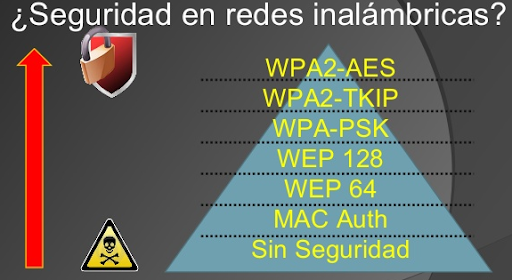 ¿Seguridad en redes inalámbricas?
WPA2-AES
WPA2-TKIP
WPA-PSK
WEP 128
WEP 64
MAC Auth
Sin Seguridad